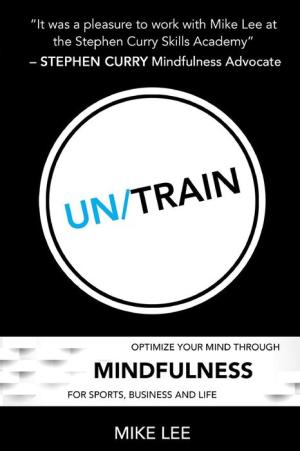 “It was a pleasure to work with Mike Lee at
the Stephen Curry Skills Academy”
– STEPHEN CURRY Mindfulness Advocate
UN/TRAIN
OPTIMIZE YOUR MIND THROUGH
MINDFULNESS
FOR SPORTS, BUSINESS AND LIFE
MIKE LEE